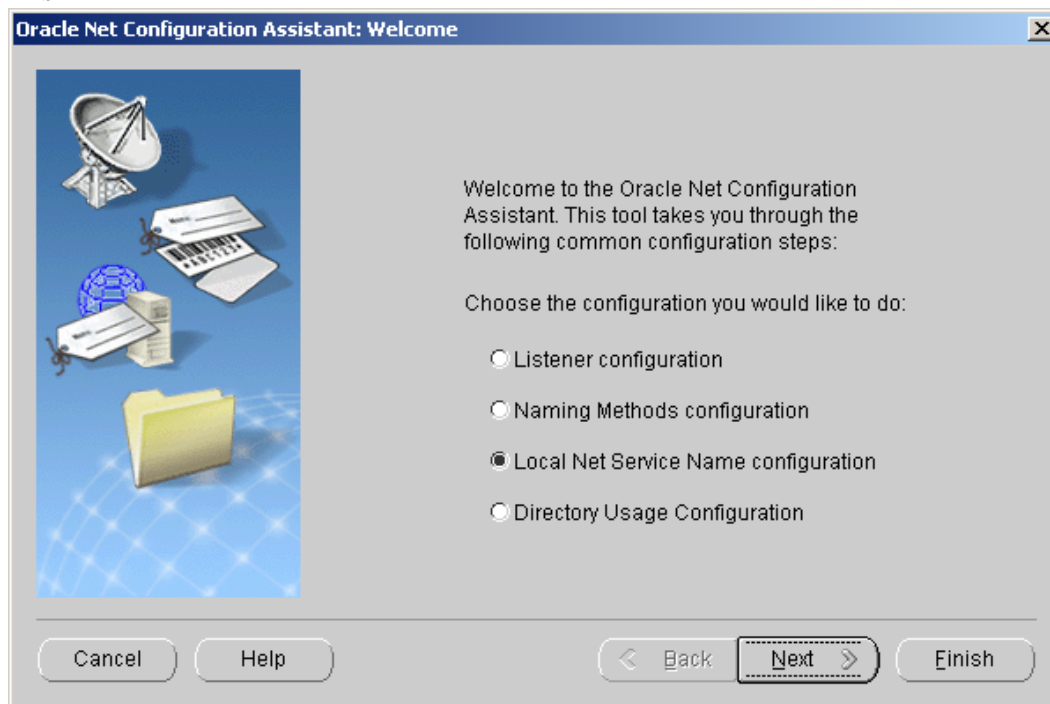 Oracle Net Configuration Assistant: Welcome
Welcome to the Oracle Net Configuration
Assistant. This tool takes you through the
following common configuration steps:
Choose the configuration you would like to do:
Listener configuration
Naming Methods configuration
Local Net Service Name configuration
Directory Usage Configuration
Cancel
Help
Back
Next
Finish